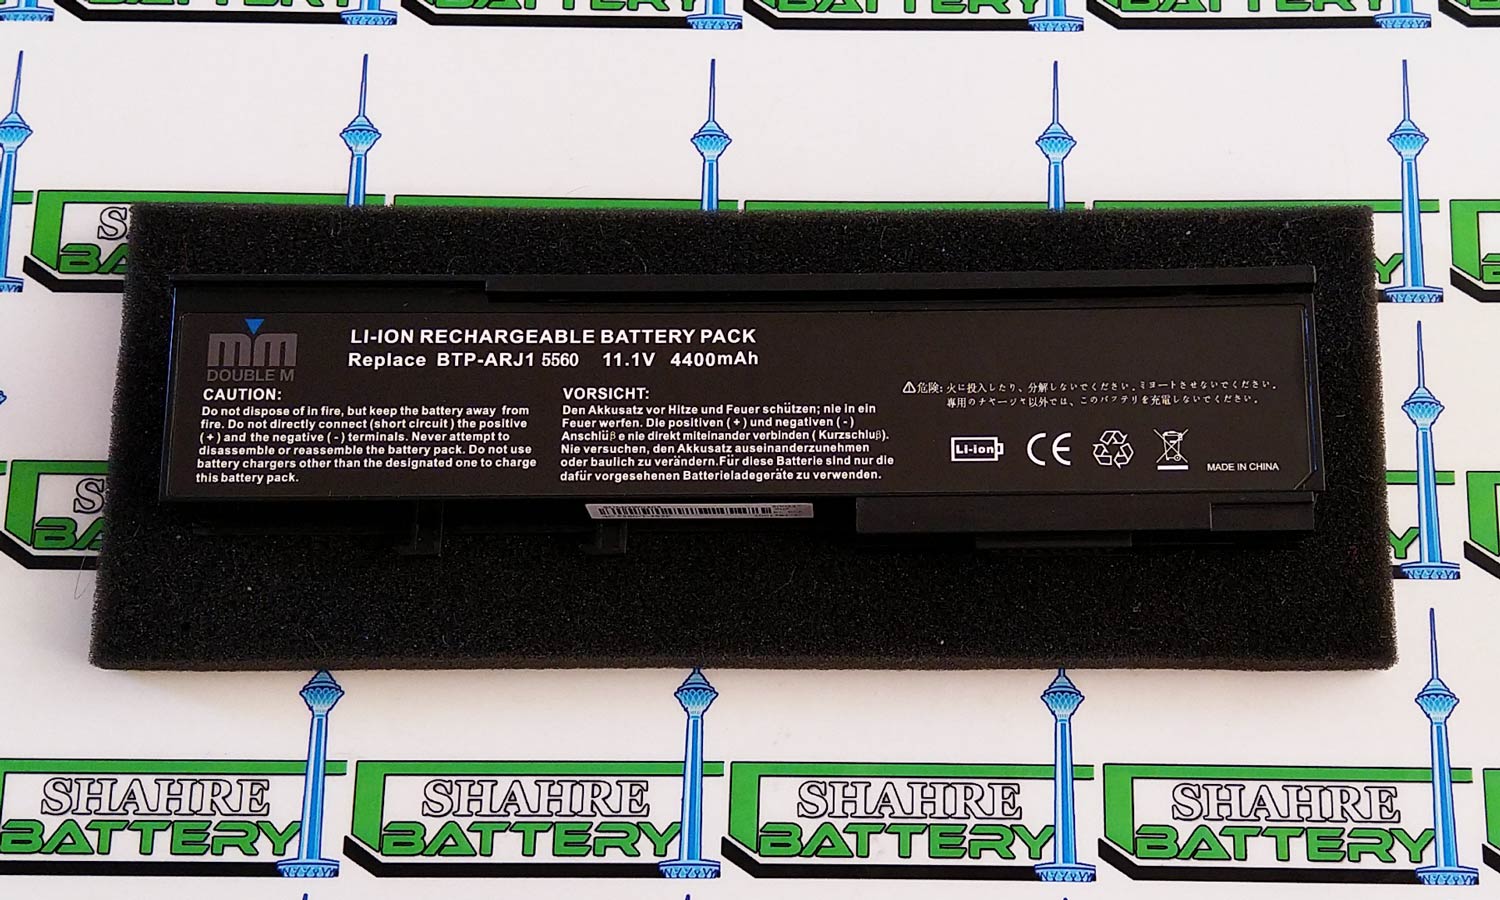 DOUBLE M
LI-ION RECHARGEABLE BATTERY PACK
Replace BTP-ARJ1 5560 11.1V 4400mAh
CAUTION:
Do not dispose of in fire, but keep the battery away from
fire. Do not directly connect (short circuit ) the positive
( + ) and the negative ( - ) terminals. Never attempt to
disassemble or reassemble the battery pack. Do not use
battery chargers other than the designated one to charge
this battery pack.
VORSICHT:
Den Akkusatz vor Hitze und Feuer schützen; nie in ein
Feuer werfen. Die positiven ( + ) und negativen ( - )
Anschlüß e nie direkt miteinander verbinden ( Kurzschluß).
Nie versuchen, den Akkusatz auseinanderzunehmen
oder baulich zu verändern.Für diese Batterie sind nur die
dafür vorgesehenen Batterieladegeräte zu verwenden.
⚠危険: 火に投入したり、分解しないでください。ミヨートさせないでください。
専用のチヤージヤ以外では、このバブテリを充電しないでください。
Li-ion
CE
MADE IN CHINA
SHAHRE
BATTERY
SHAHRE
BATTERY
SHAHRE
BATTERY
SHAHRE
BATTERY